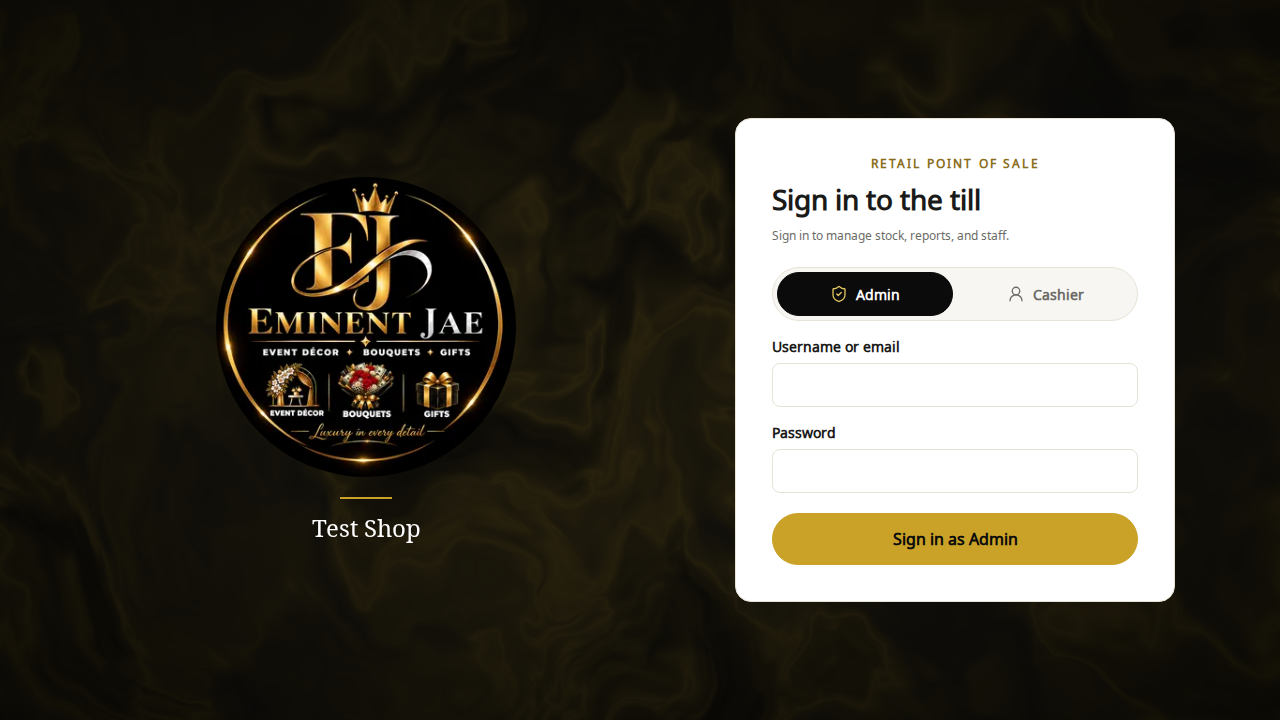 EJ
EMINENT JAE
EVENT DÉCOR ✦ BOUQUETS ✦ GIFTS
EVENT DÉCOR
BOUQUETS
GIFTS
Luxury in every detail
Test Shop
RETAIL POINT OF SALE
Sign in to the till
Sign in to manage stock, reports, and staff.
Admin
Cashier
Username or email
Password
Sign in as Admin